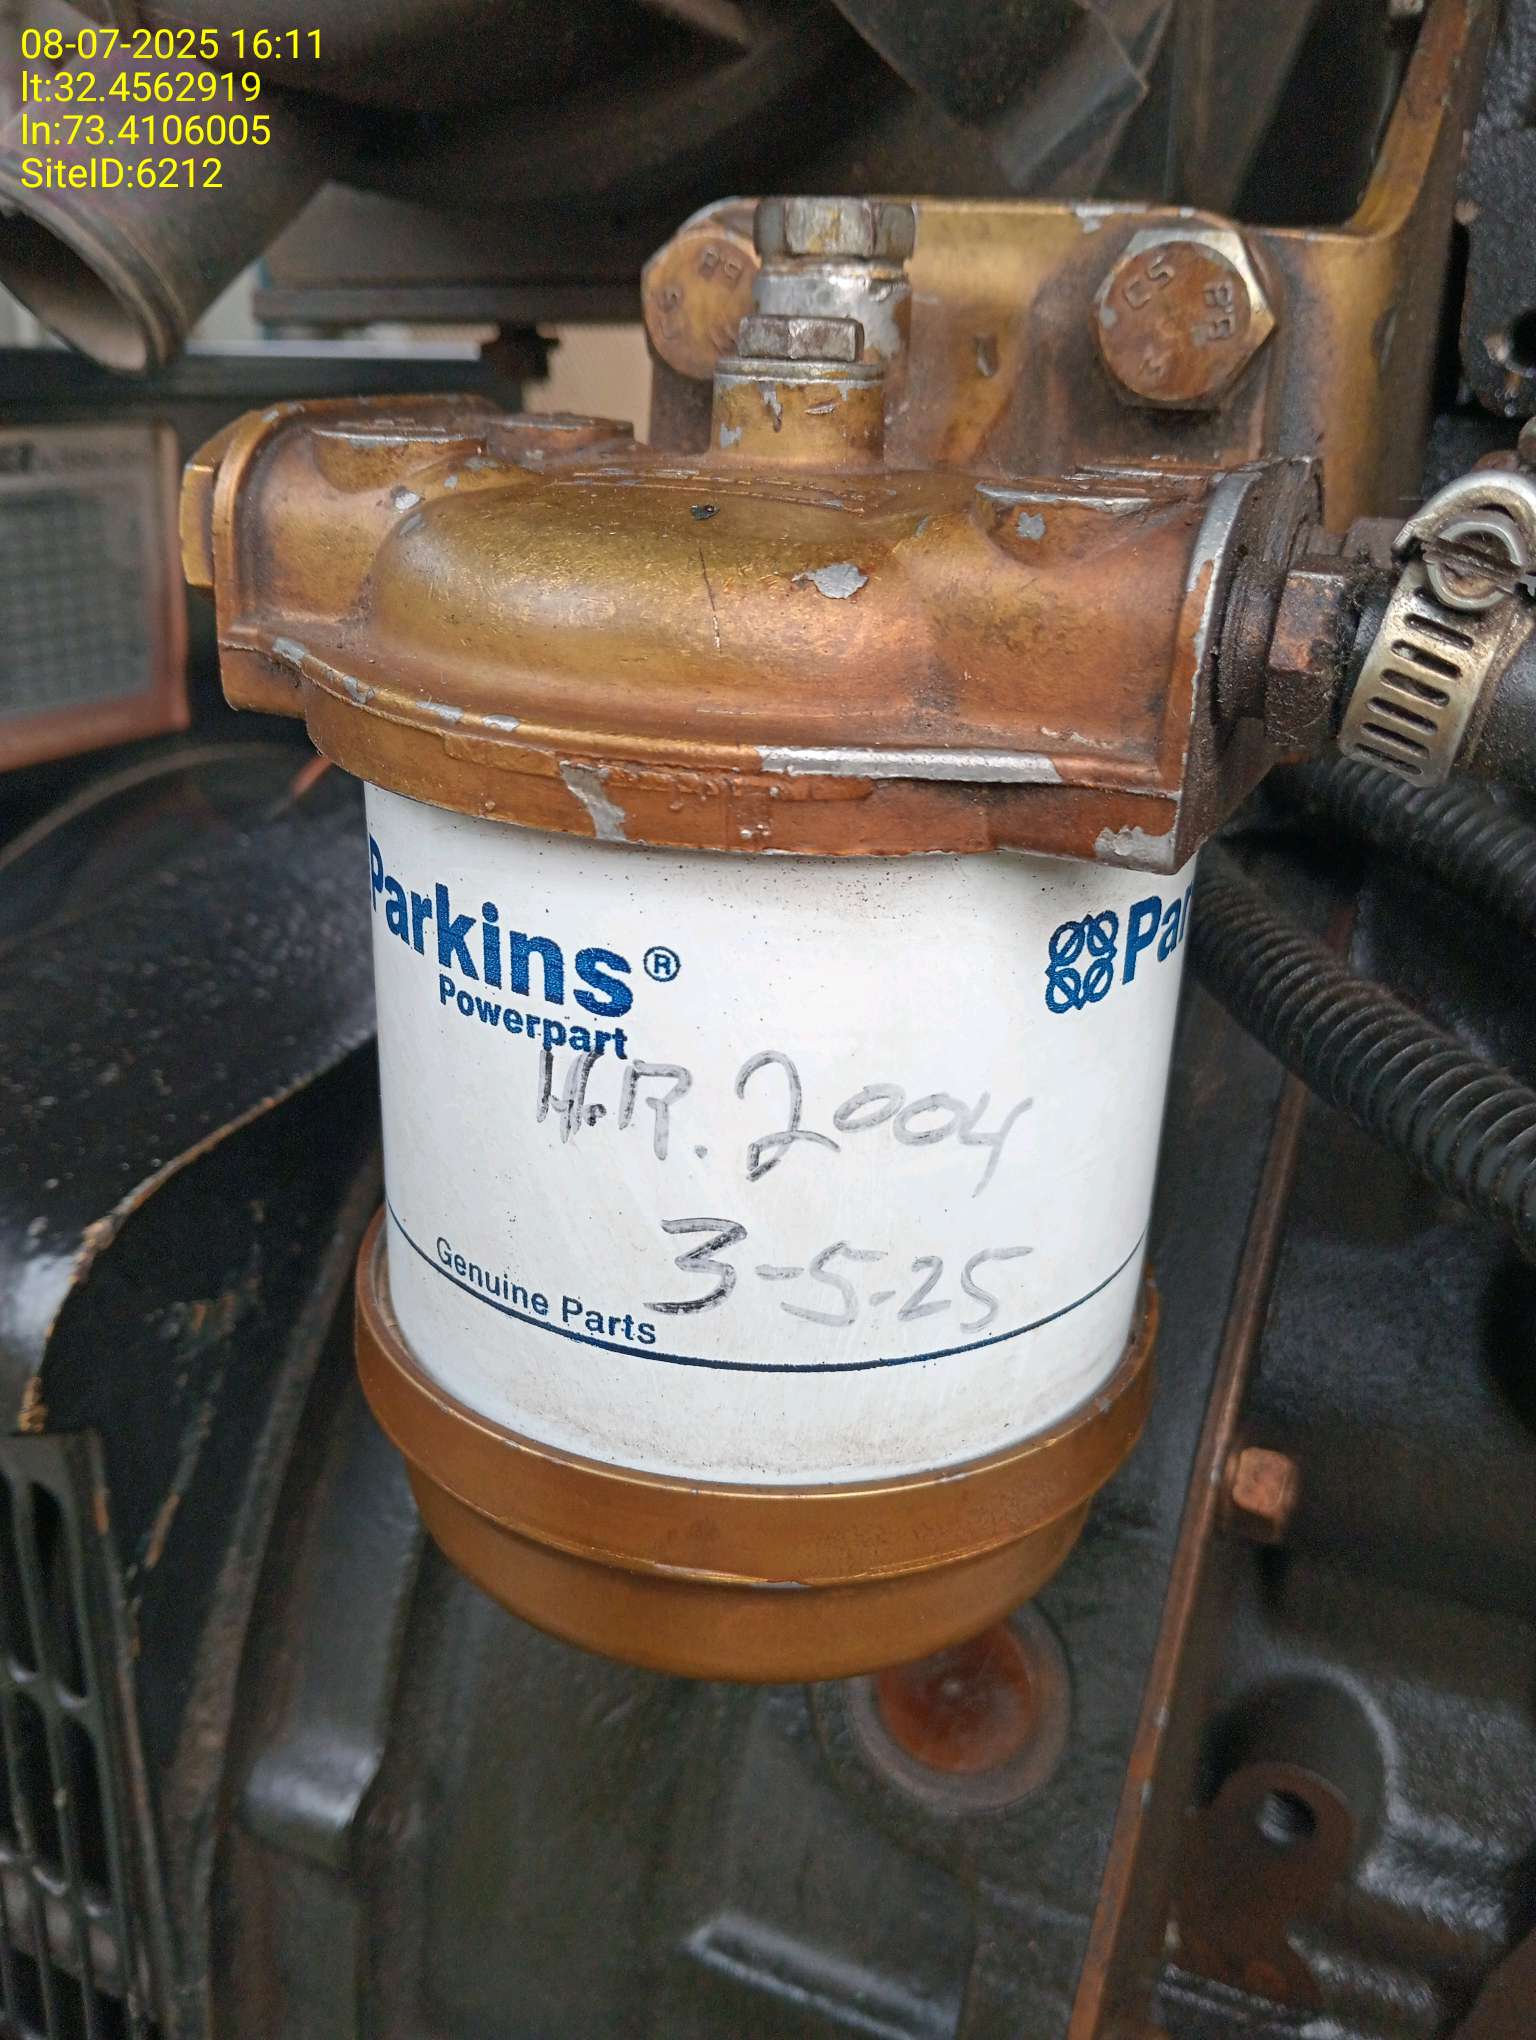 08-07-2025 16:11
lt:32.4562919
ln:73.4106005
SiteID:6212
Parkins®
Powerpart
Par
H.R. 2004
3-5-25
Genuine Parts